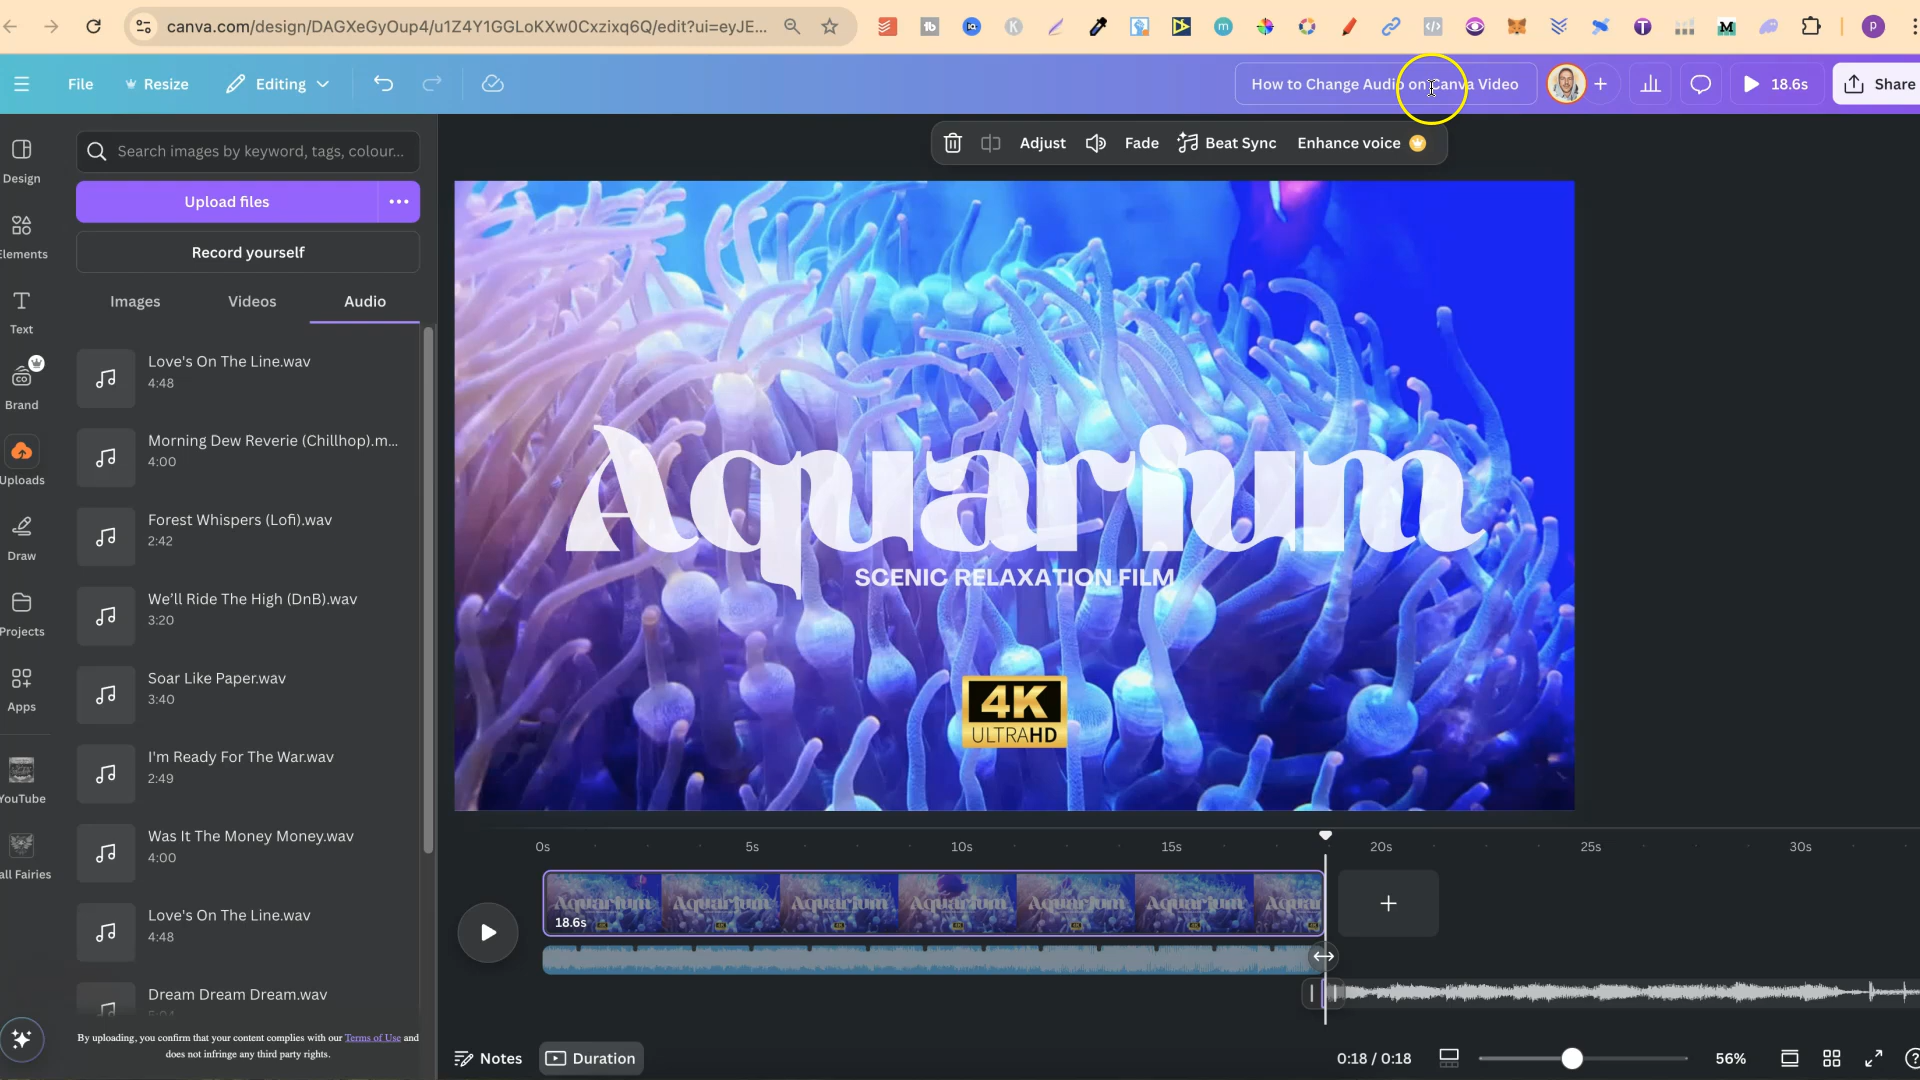 canva.com/design/DAGXeGyOup4/u1Z4Y1GGLoKXw0Cxzixq6Q/edit?ui=eyJE...
File
Resize
Editing
How to Change Audio on Canva Video
18.6s
Share
Search images by keyword, tags, colour...
Upload files
Record yourself
Images
Videos
Audio
Design
Elements
Text
Brand
Uploads
Draw
Projects
Apps
YouTube
all Fairies
Love's On The Line.wav
4:48
Morning Dew Reverie (Chillhop).m...
4:00
Forest Whispers (Lofi).wav
2:42
We'll Ride The High (DnB).wav
3:20
Soar Like Paper.wav
3:40
I'm Ready For The War.wav
2:49
Was It The Money Money.wav
4:00
Love's On The Line.wav
4:48
Dream Dream Dream.wav
By uploading, you confirm that your content complies with our Terms of Use and
does not infringe any third party rights.
Adjust
Fade
Beat Sync
Enhance voice
Aquarium
SCENIC RELAXATION FILM
4K
ULTRAHD
0s
5s
10s
15s
20s
25s
30s
18.6s
Notes
Duration
0:18 / 0:18
56%